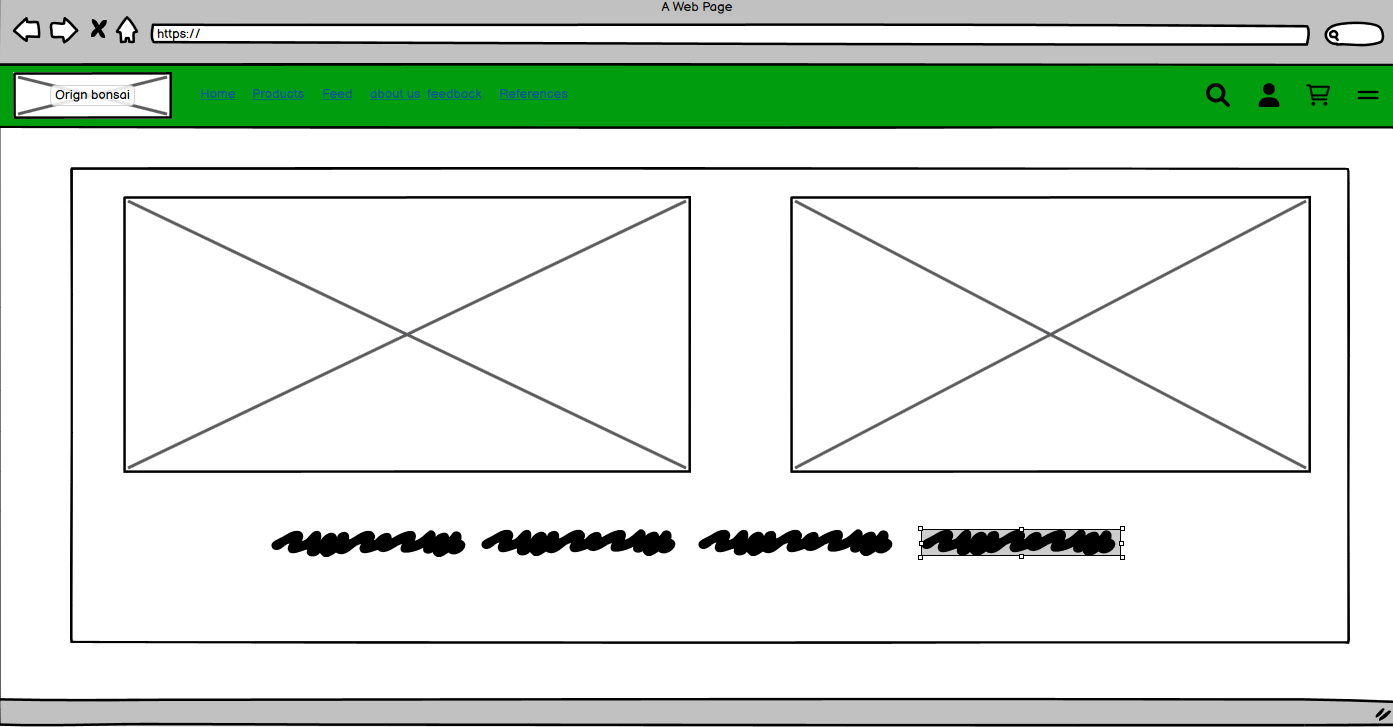 A Web Page
https://
Orign bonsai
Home Products Feed about us feedback References